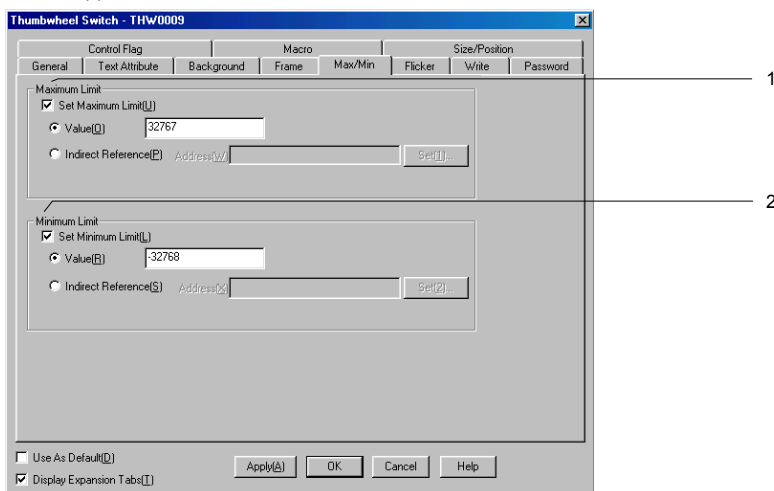 Thumbwheel Switch - THW0009
Control Flag Macro Size/Position
General Text Attribute Background Frame Max/Min Flicker Write Password
1
Maximum Limit
Set Maximum Limit(U)
Value(O) 32767
Indirect Reference(P) Address(W) Set(1)...
2
Minimum Limit
Set Minimum Limit(L)
Value(R) -32768
Indirect Reference(S) Address(X) Set(2)...
Use As Default(D)
Display Expansion Tabs(T)
Apply(A) OK Cancel Help